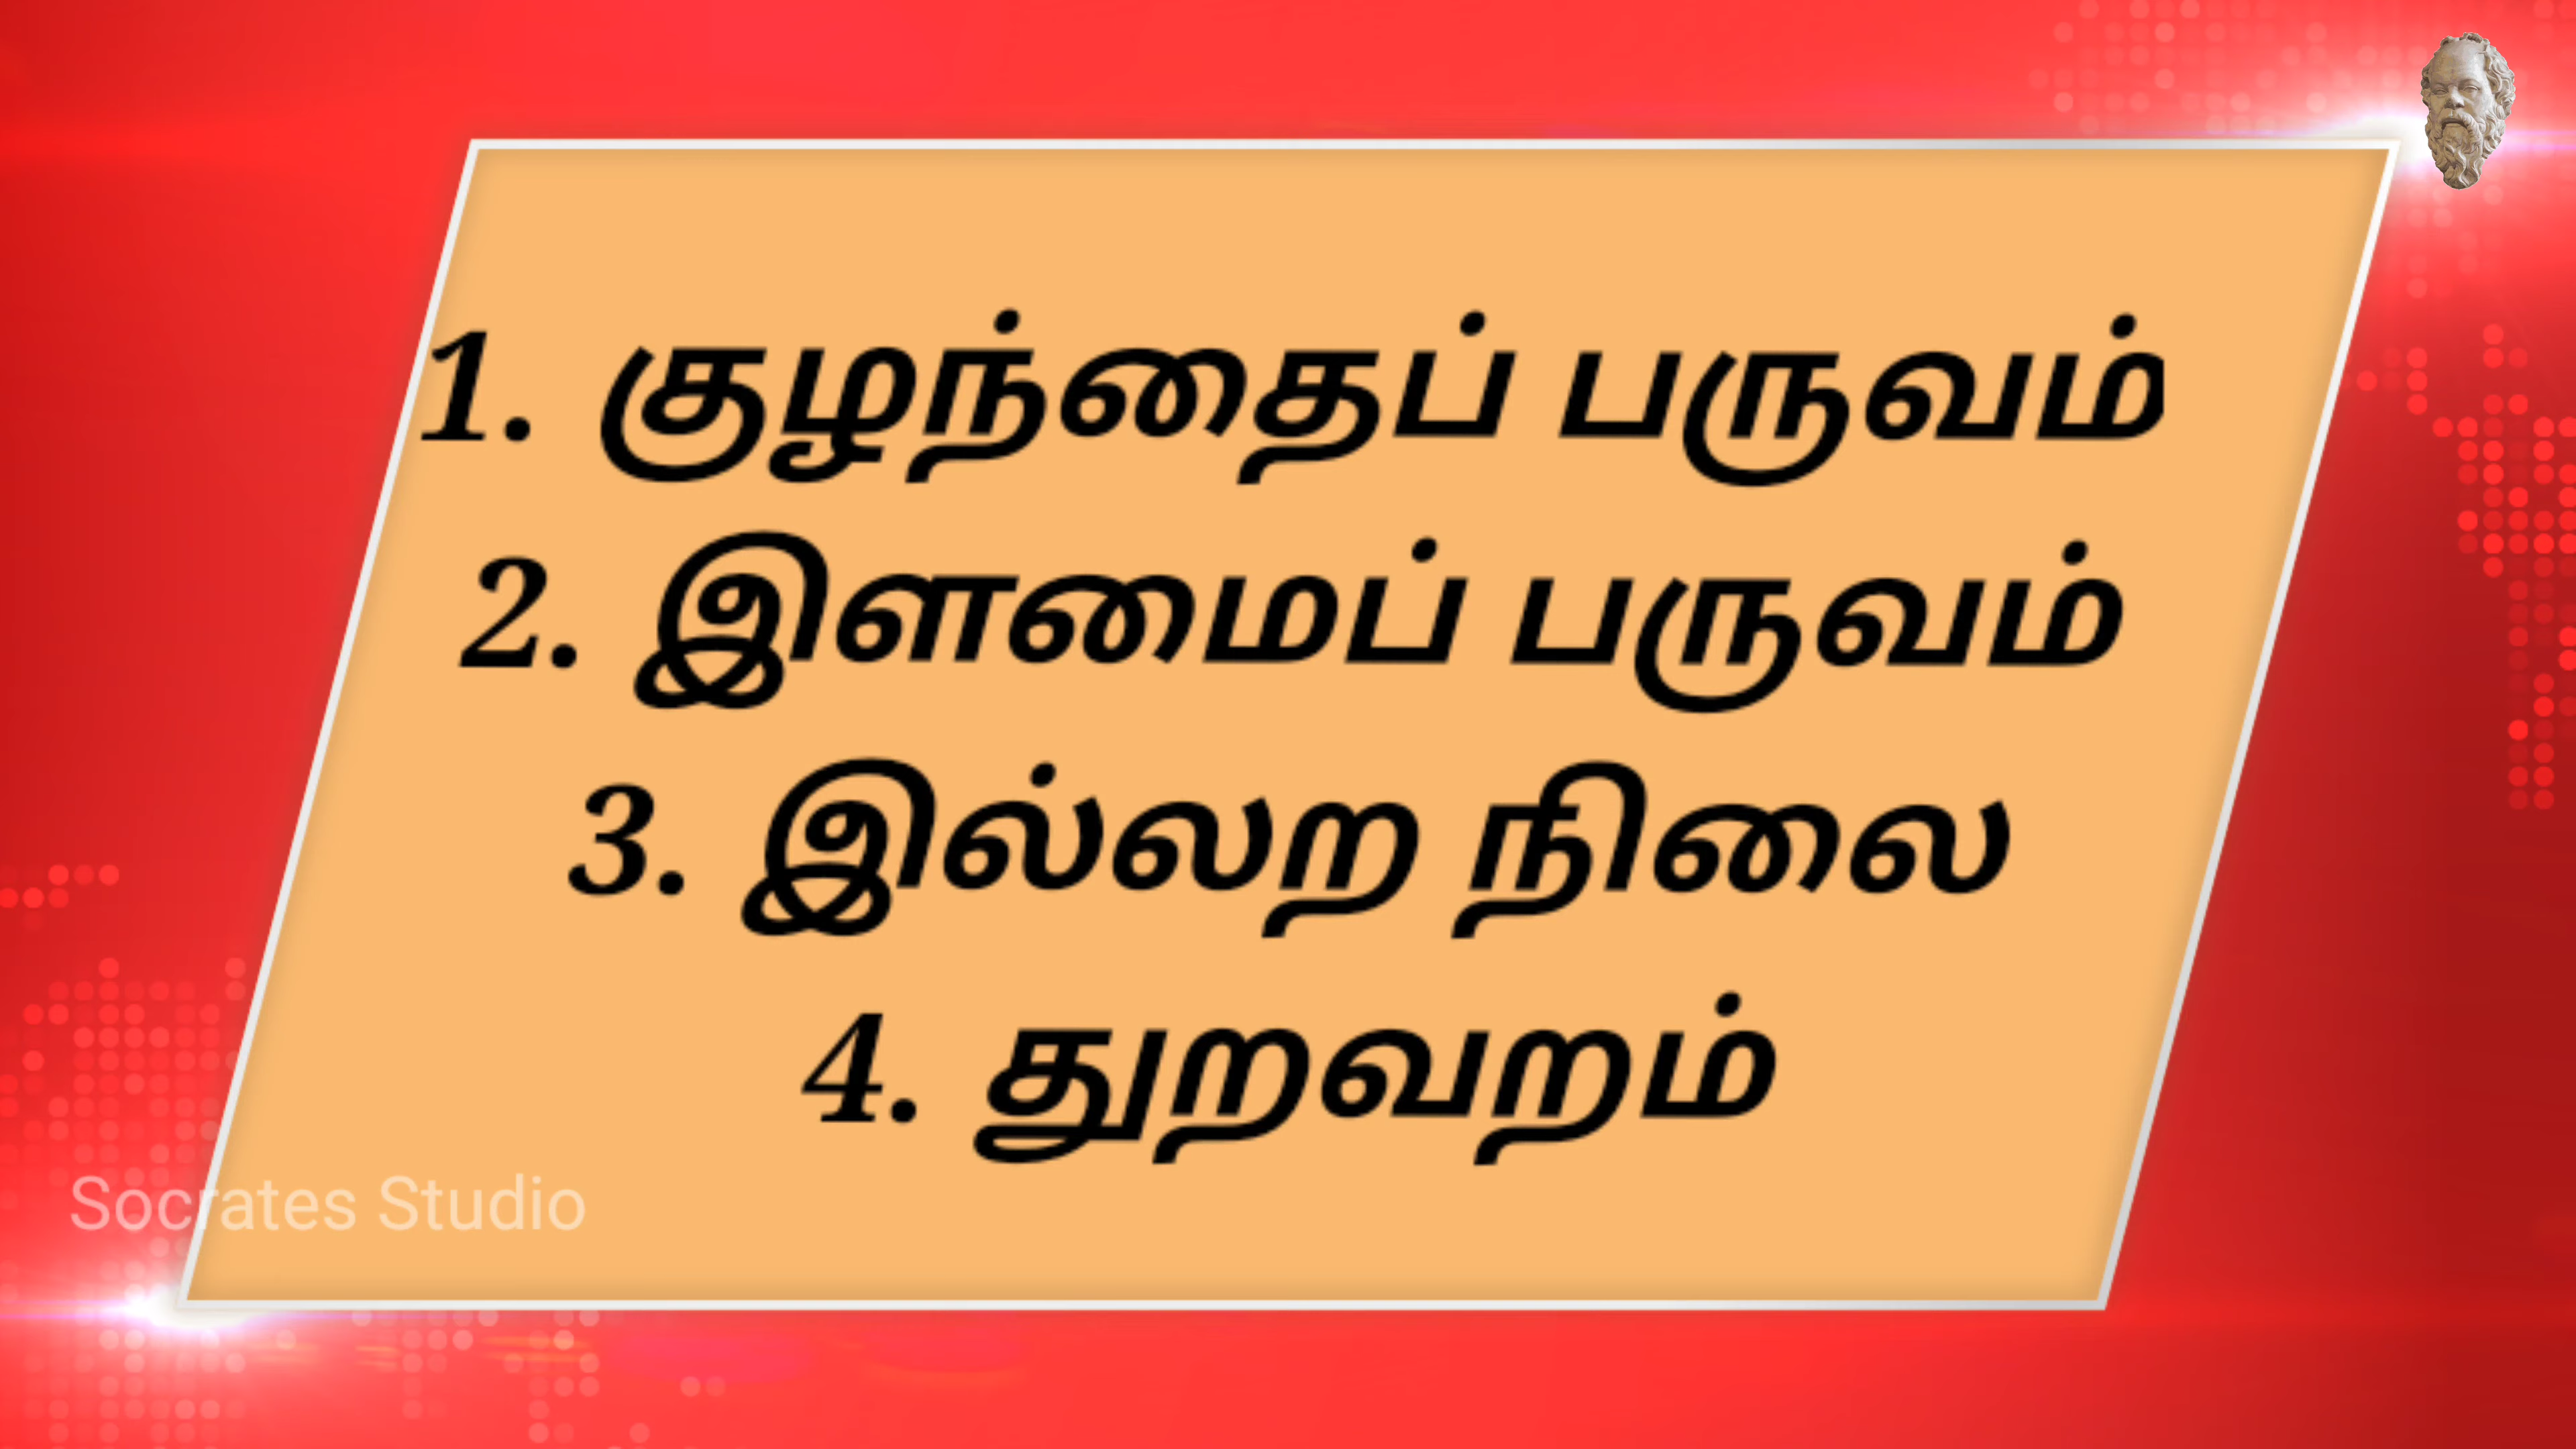 1. குழந்தைப் பருவம்
2. இளமைப் பருவம்
3. இல்லற நிலை
4. துறவறம்
Socrates Studio